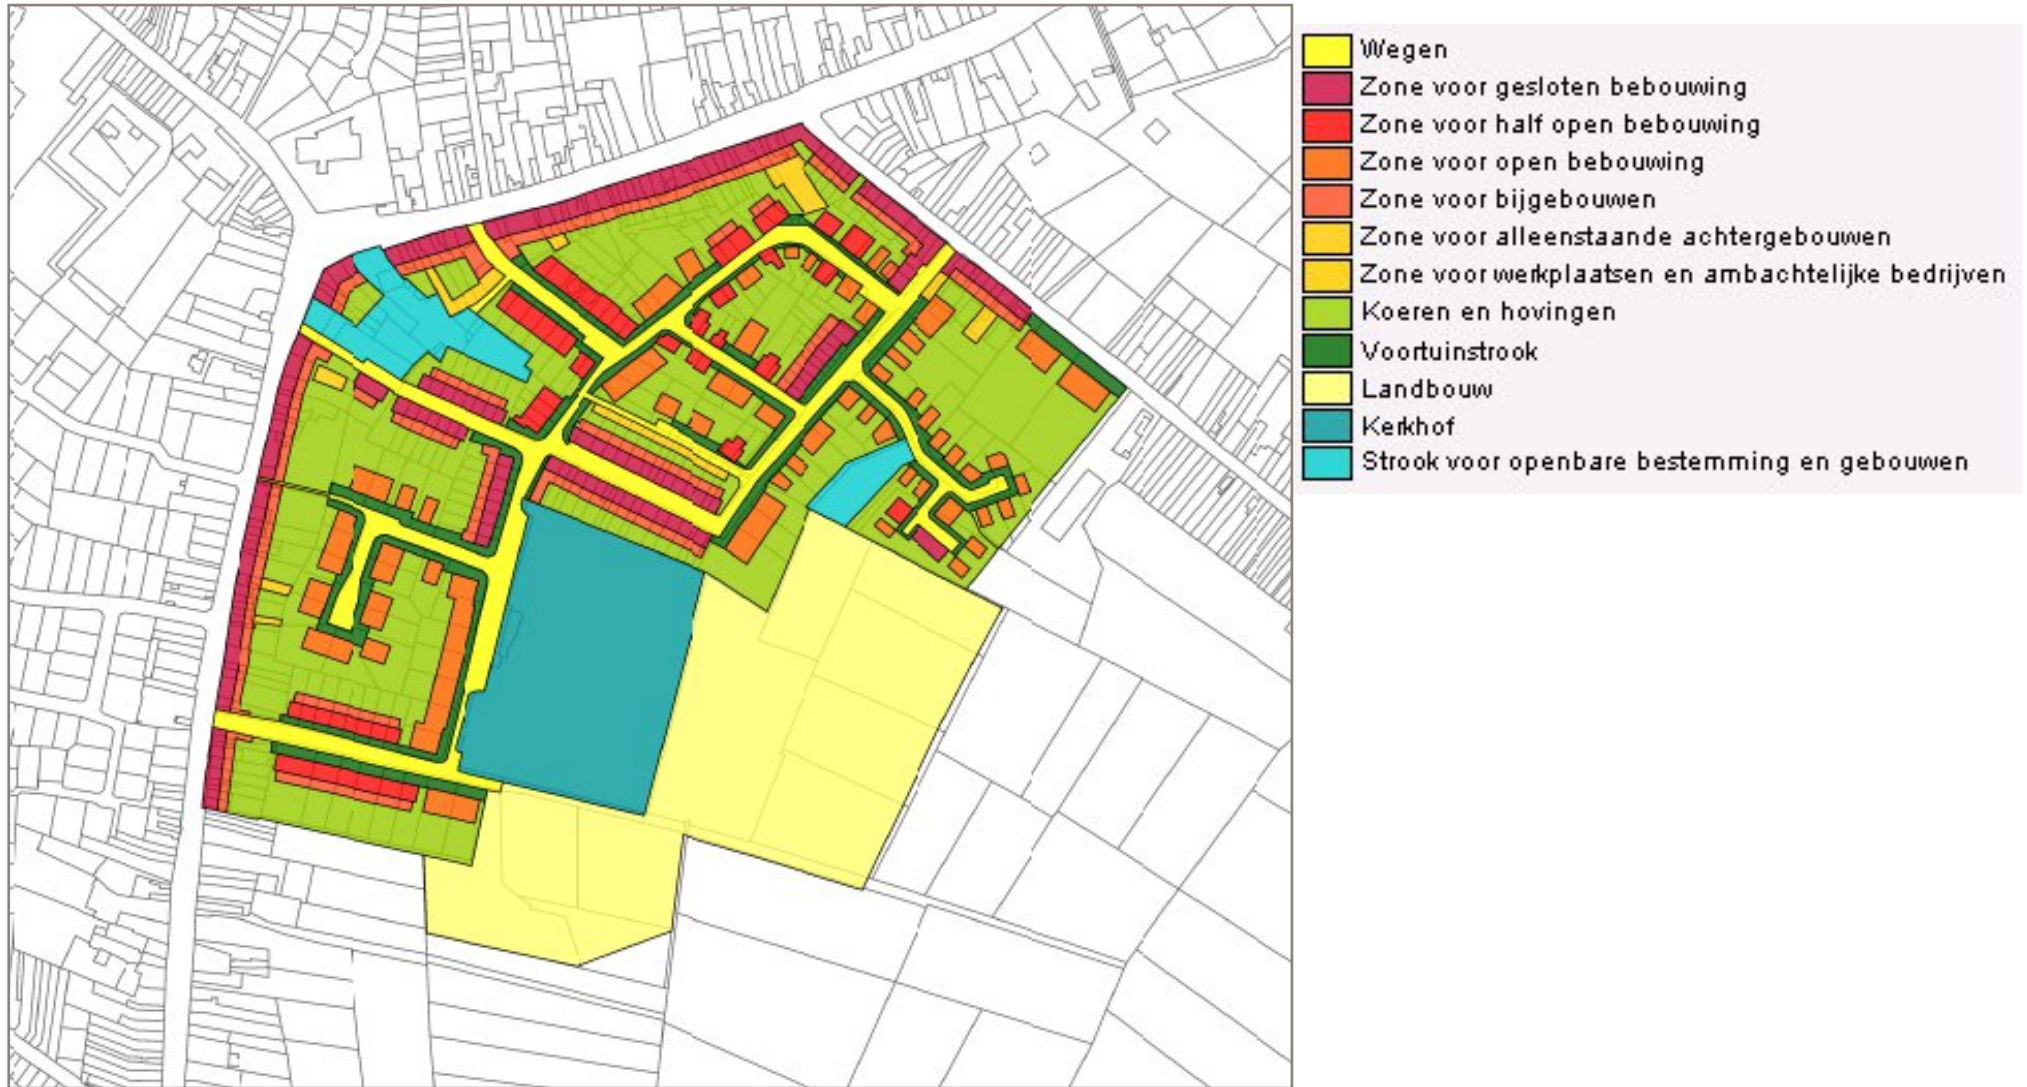 Wegen
Zone voor gesloten bebouwing
Zone voor half open bebouwing
Zone voor open bebouwing
Zone voor bijgebouwen
Zone voor alleenstaande achtergebouwen
Zone voor werkplaatsen en ambachtelijke bedrijven
Koeren en hovingen
Voortuinstrook
Landbouw
Kerkhof
Strook voor openbare bestemming en gebouwen